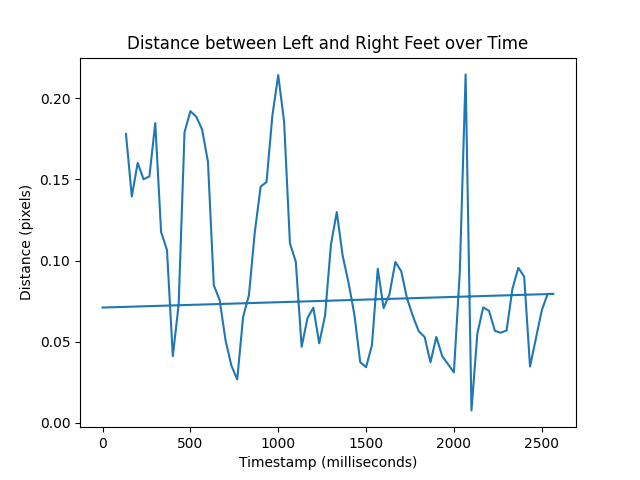 Distance between Left and Right Feet over Time
0.20
0.15
0.10
0.05
0.00
Distance (pixels)
0 500 1000 1500 2000 2500
Timestamp (milliseconds)